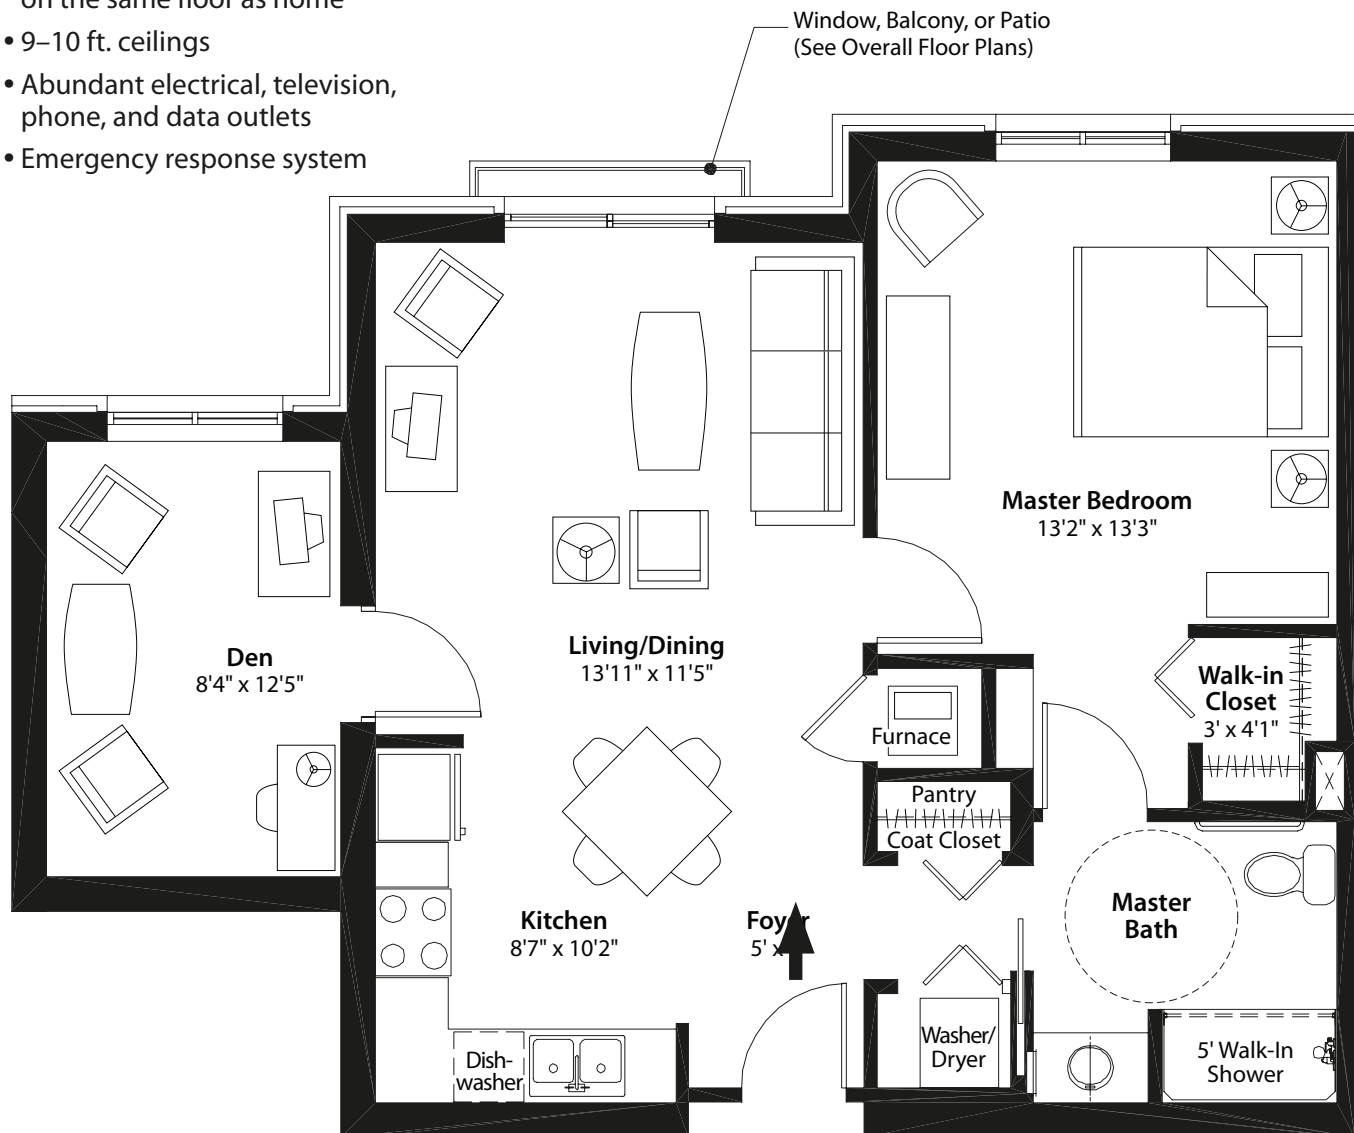 on the same floor as home
• 9–10 ft. ceilings
• Abundant electrical, television,
phone, and data outlets
• Emergency response system
Window, Balcony, or Patio
(See Overall Floor Plans)
Master Bedroom
13'2" x 13'3"
Living/Dining
13'11" x 11'5"
Den
8'4" x 12'5"
Walk-in
Closet
3' x 4'1"
Furnace
Pantry
Coat Closet
Kitchen
8'7" x 10'2"
Foyer
5' x
Master
Bath
Washer/
Dryer
Dish-
washer
5' Walk-In
Shower